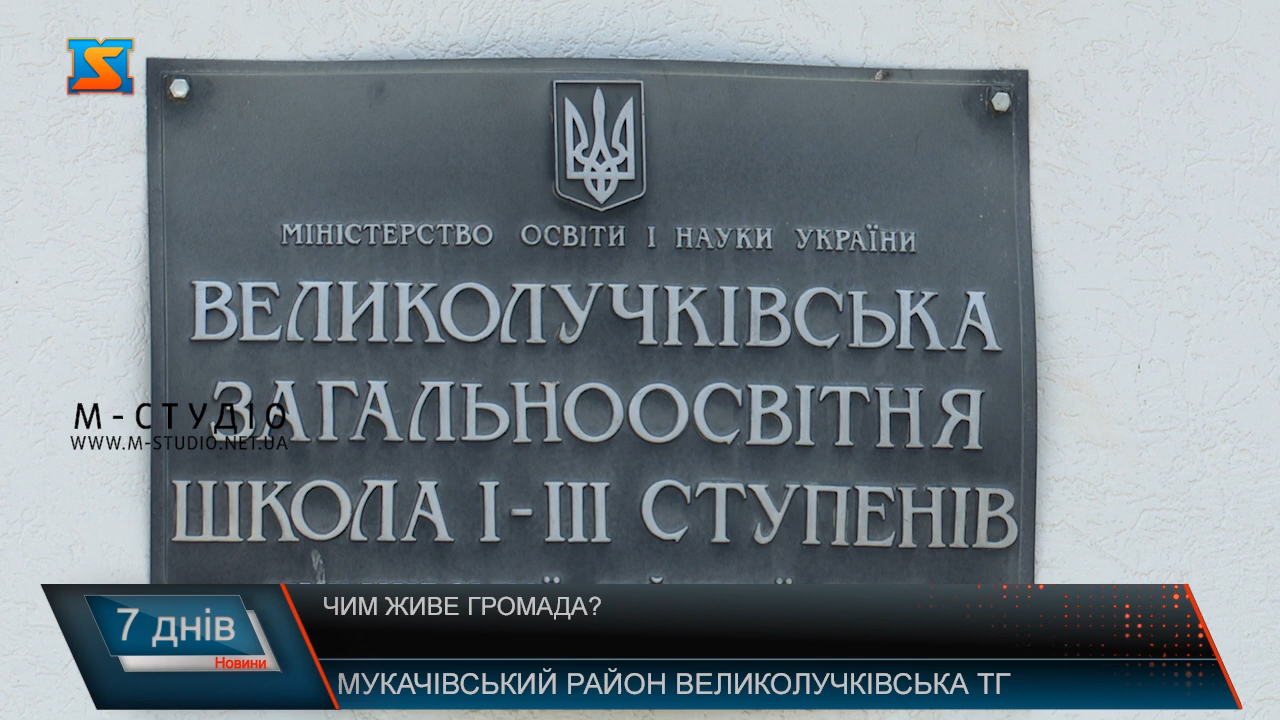 МІНІСТЕРСТВО ОСВІТИ І НАУКИ УКРАЇНИ
ВЕЛИКОЛУЧКІВСЬКА
ЗАГАЛЬНООСВІТНЯ
ШКОЛА І-ІІІ СТУПЕНІВ
М-СТУДІО
WWW.M-STUDIO.NET.UA
7 днів
Новини
ЧИМ ЖИВЕ ГРОМАДА?
МУКАЧІВСЬКИЙ РАЙОН ВЕЛИКОЛУЧКІВСЬКА ТГ